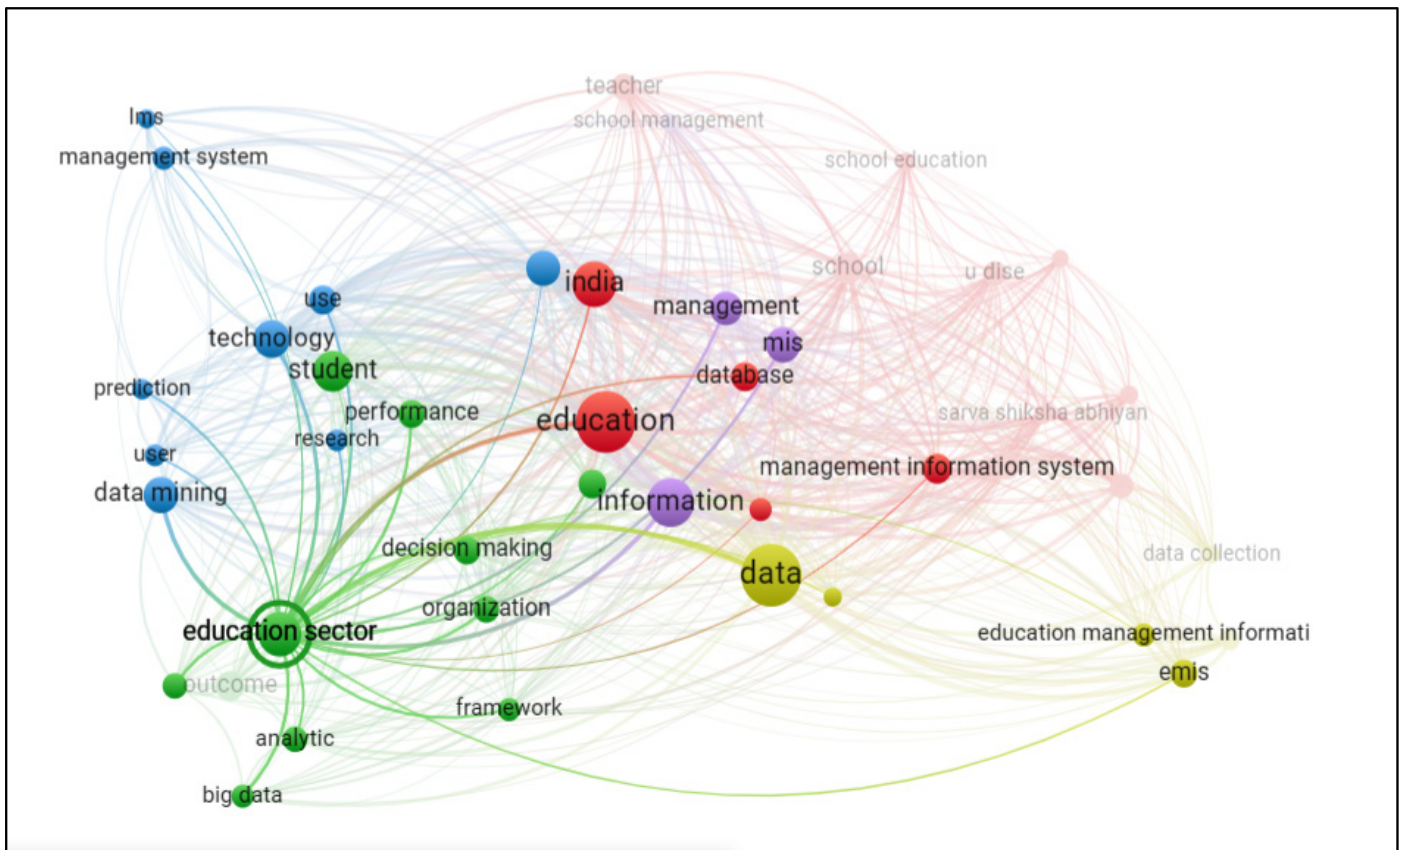 teacher
lms
school management
management system
school education
school
u dise
india
use
management
technology
mis
student
database
prediction
performance
sarva shiksha abhiyan
education
research
user
management information system
data mining
information
decision making
data collection
data
organization
education sector
education management informati
emis
outcome
framework
analytic
big data